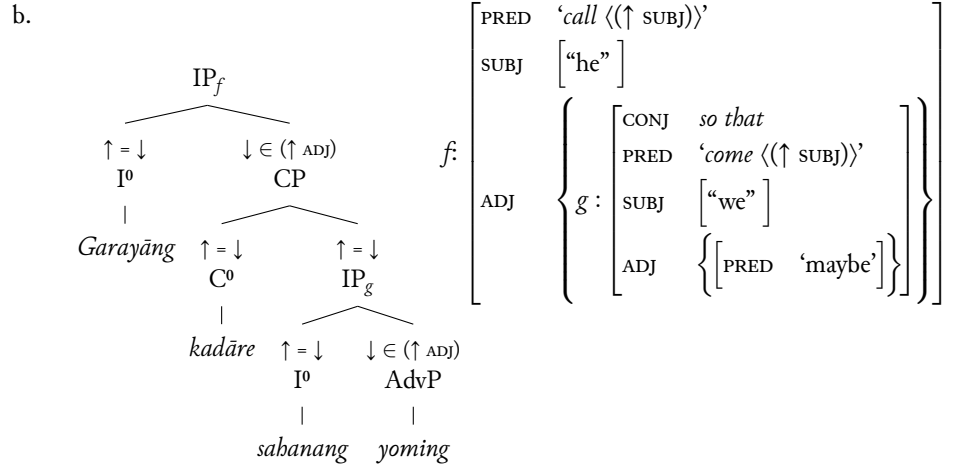 b.
IP_f
↑ = ↓ ↓ ∈ (↑ ADJ)
I⁰ CP
Garayāng ↑ = ↓ ↑ = ↓
C⁰ IP_g
kadāre ↑ = ↓ ↓ ∈ (↑ ADJ)
I⁰ AdvP
sahanang yoming
f:
PRED ‘call ⟨(↑ SUBJ)⟩’
SUBJ [“he”]
ADJ { g :
CONJ so that
PRED ‘come ⟨(↑ SUBJ)⟩’
SUBJ [“we”]
ADJ {[PRED ‘maybe’]} }